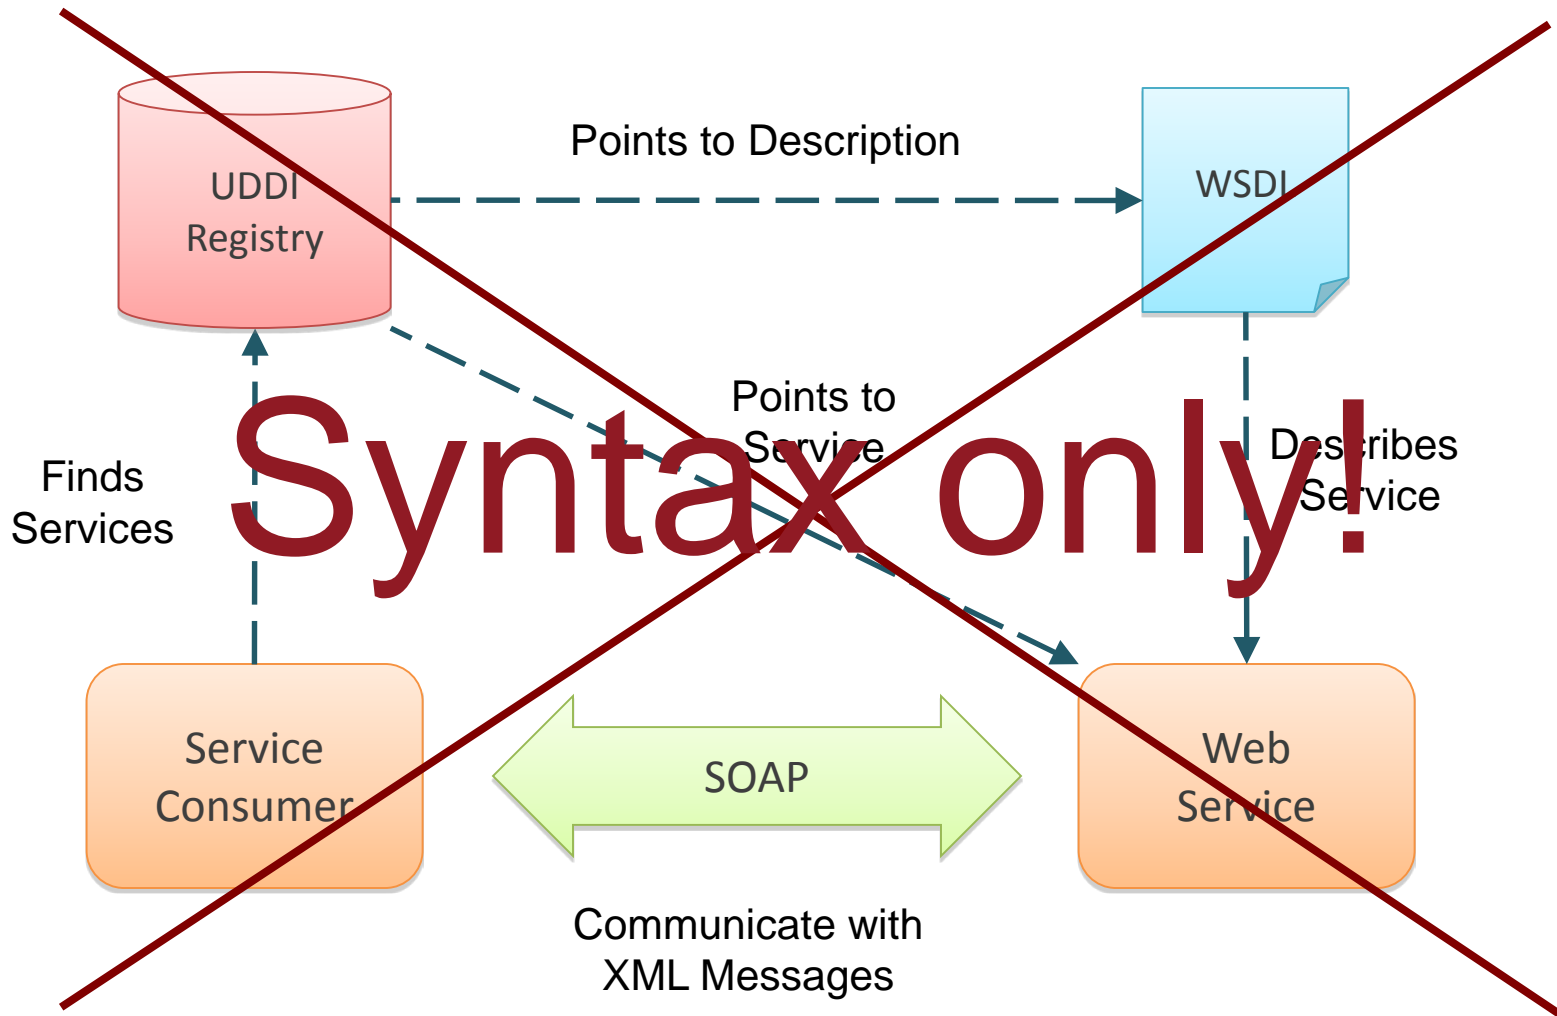 Points to Description
UDDI
Registry
WSDL
Points to
Service
Describes
Service
Finds
Services
Syntax only!
Service
Consumer
SOAP
Web
Service
Communicate with
XML Messages